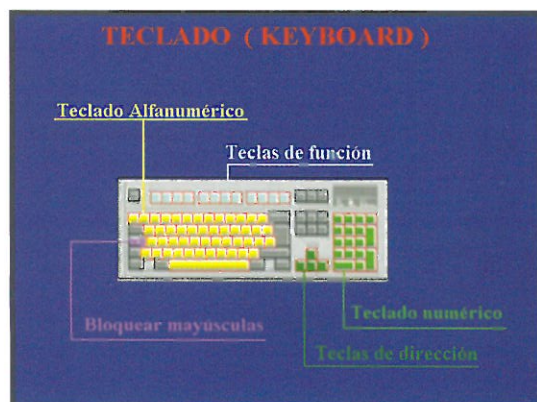 TECLADO ( KEYBOARD )
Teclado Alfanumérico
Teclas de función
Bloquear mayúsculas
Teclado numérico
Teclas de dirección